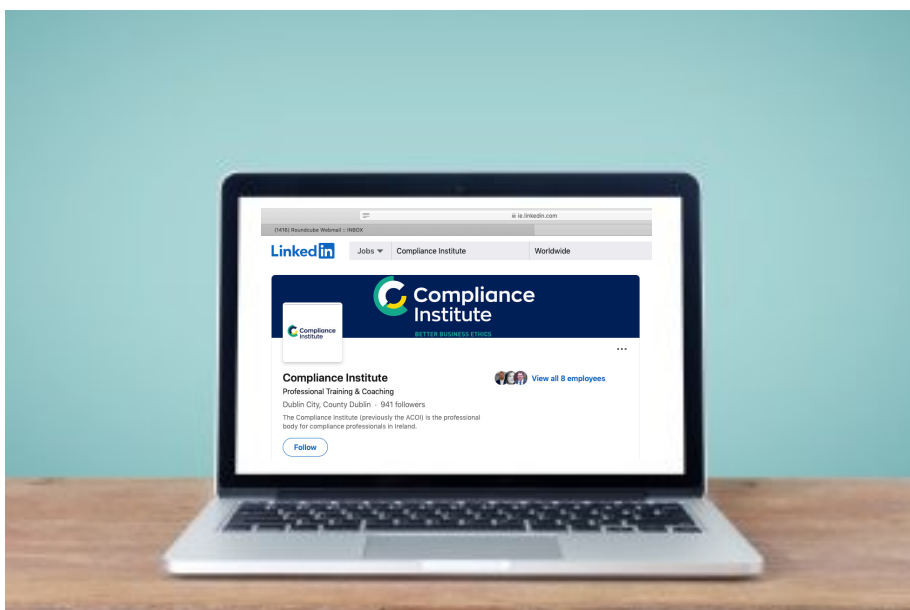 ie.linkedin.com
(1416) Roundcube Webmail :: INBOX
Linked in Jobs Compliance Institute Worldwide
Compliance
Institute
BETTER BUSINESS ETHICS
Compliance
Institute
Compliance Institute
View all 8 employees
Professional Training & Coaching
Dublin City, County Dublin · 941 followers
The Compliance Institute (previously the ACOI) is the professional
body for compliance professionals in Ireland.
Follow